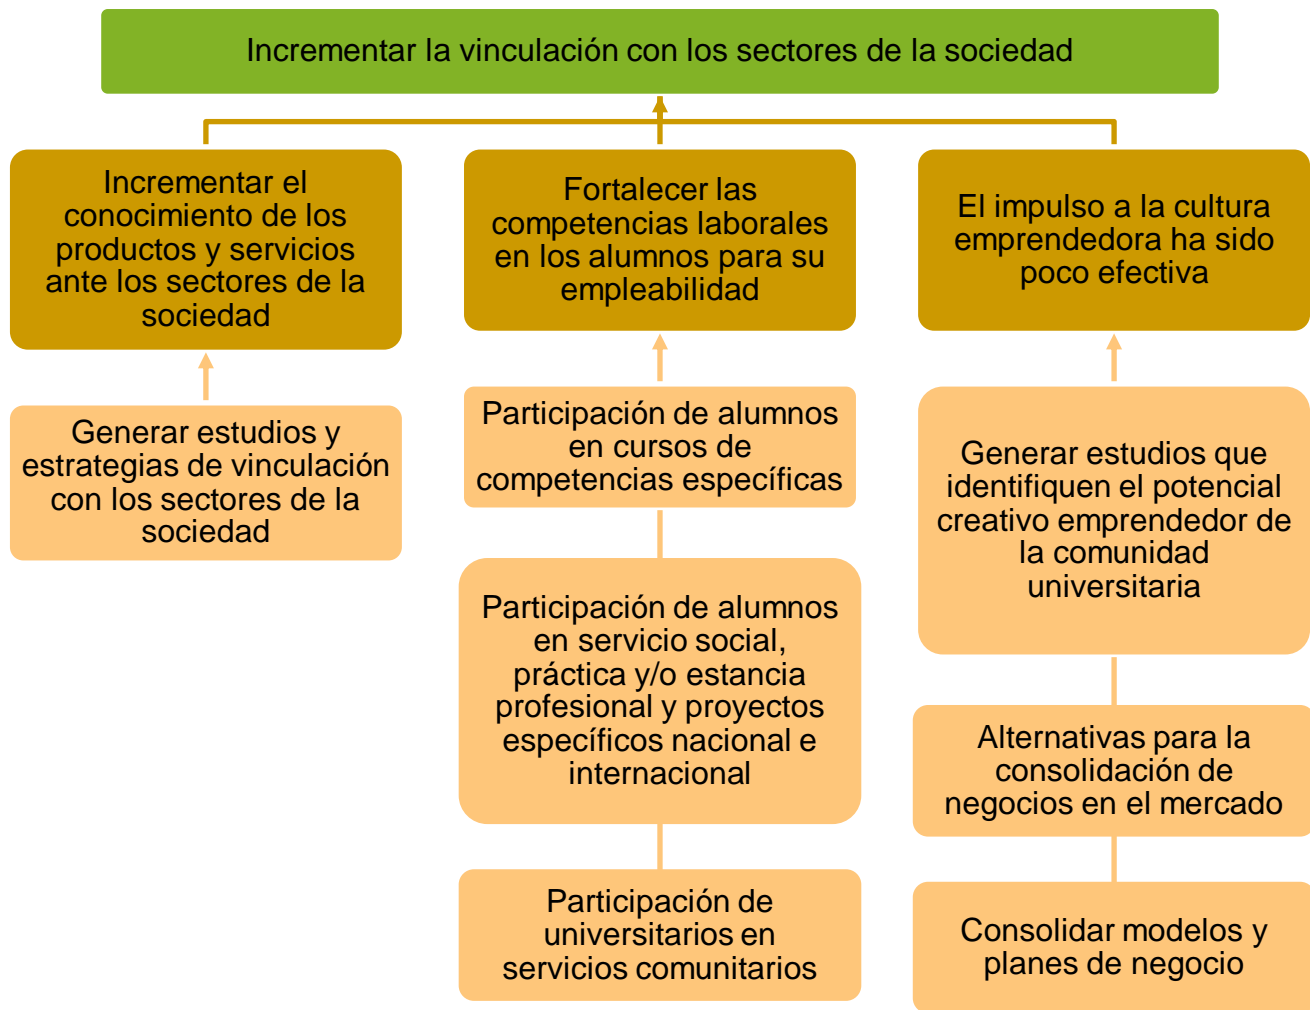 Incrementar la vinculación con los sectores de la sociedad
Incrementar el
conocimiento de los
productos y servicios
ante los sectores de la
sociedad
Generar estudios y
estrategias de vinculación
con los sectores de la
sociedad
Fortalecer las
competencias laborales
en los alumnos para su
empleabilidad
Participación de alumnos
en cursos de
competencias específicas
Participación de alumnos
en servicio social,
práctica y/o estancia
profesional y proyectos
específicos nacional e
internacional
Participación de
universitarios en
servicios comunitarios
El impulso a la cultura
emprendedora ha sido
poco efectiva
Generar estudios que
identifiquen el potencial
creativo emprendedor de
la comunidad
universitaria
Alternativas para la
consolidación de
negocios en el mercado
Consolidar modelos y
planes de negocio